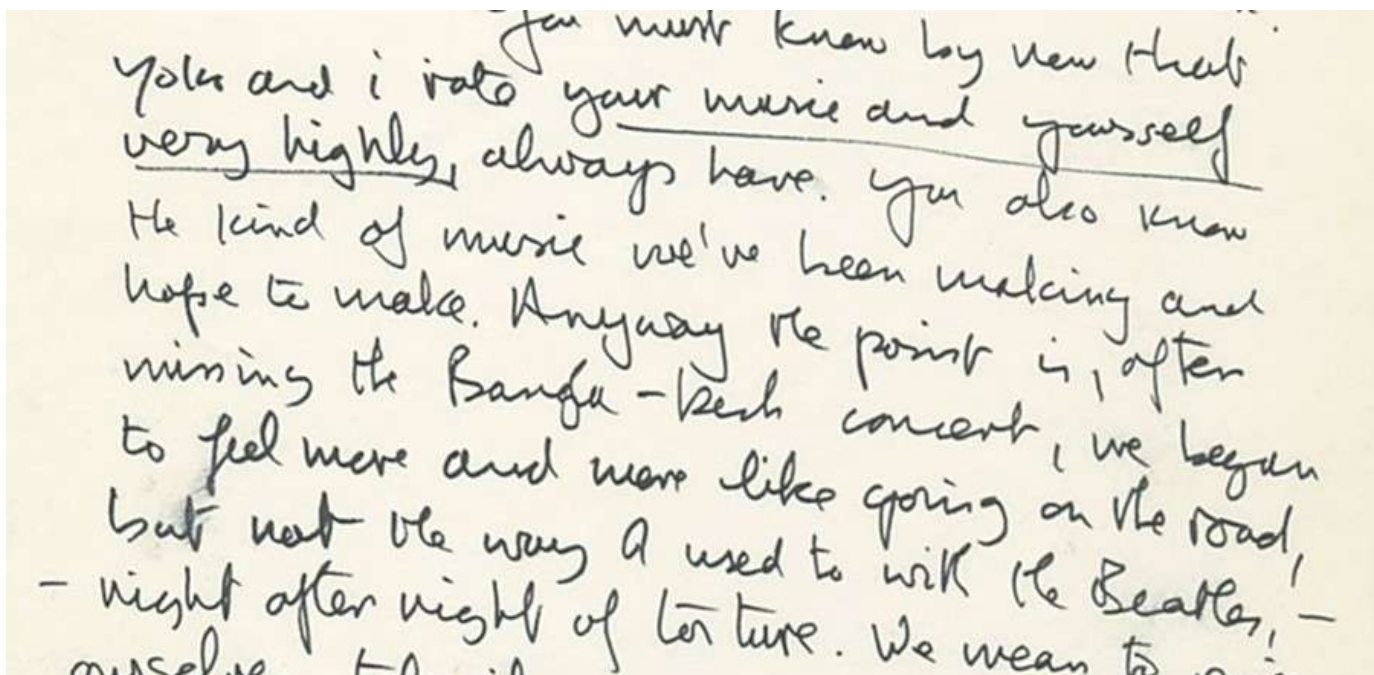 You must know by now that
Yoko and i rate your music and yourself
very highly, always have. You also know
the kind of music we've been making and
hope to make. Anyway the point is, after
missing the Bangla-Desh concert, we began
to feel more and more like going on the road,
but not the way I used to with the Beatles, -
- night after night of torture. We mean to
ourselves